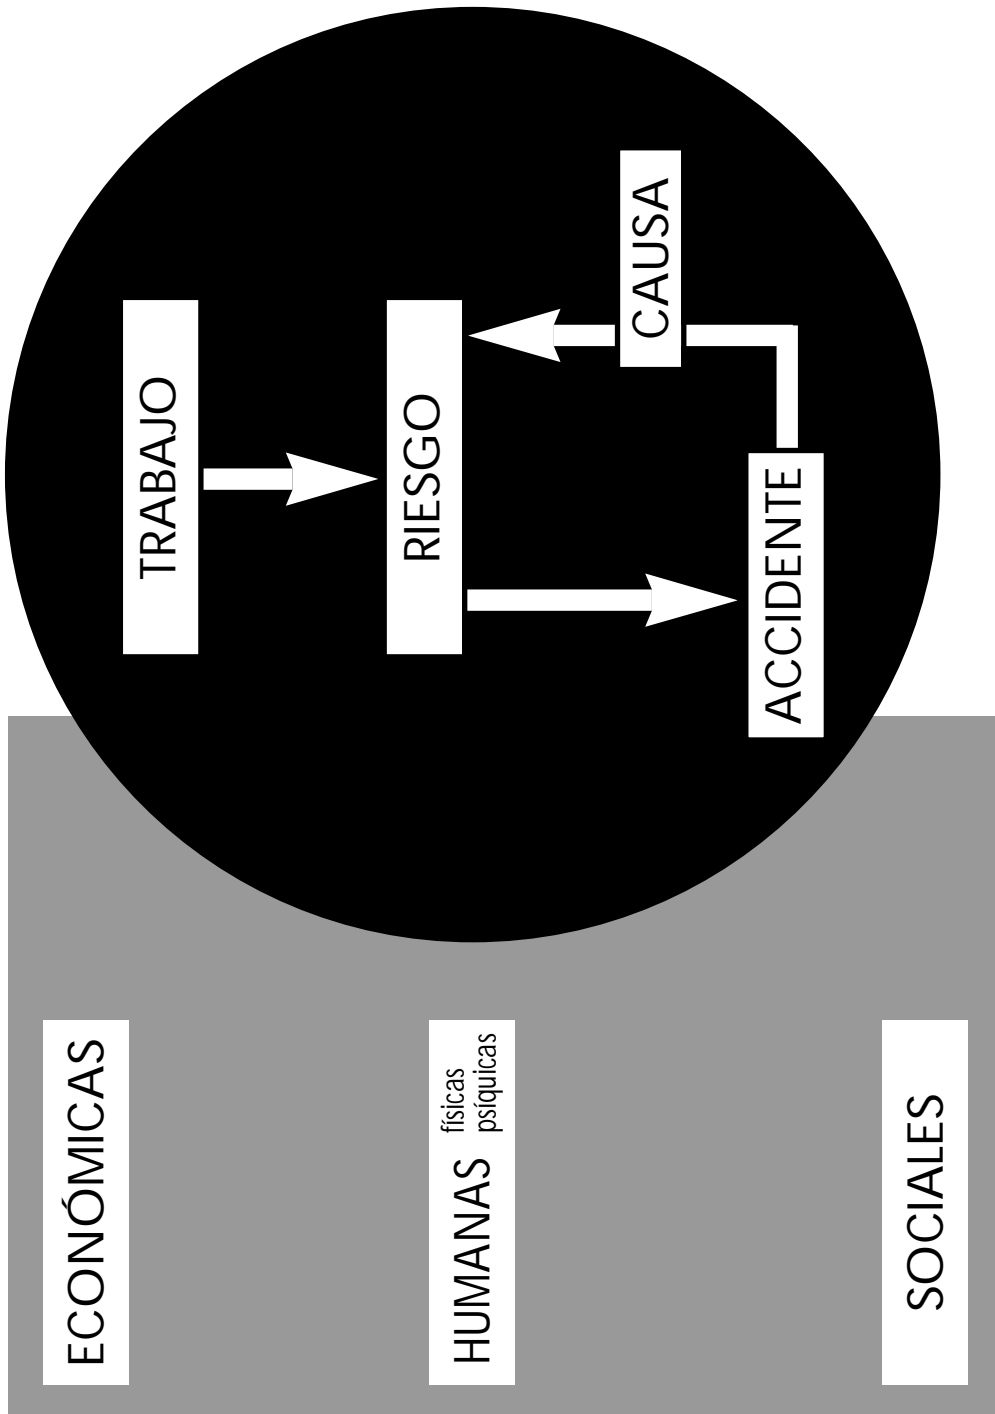 TRABAJO
RIESGO
CAUSA
ACCIDENTE
ECONÓMICAS
HUMANAS físicas
psíquicas
SOCIALES